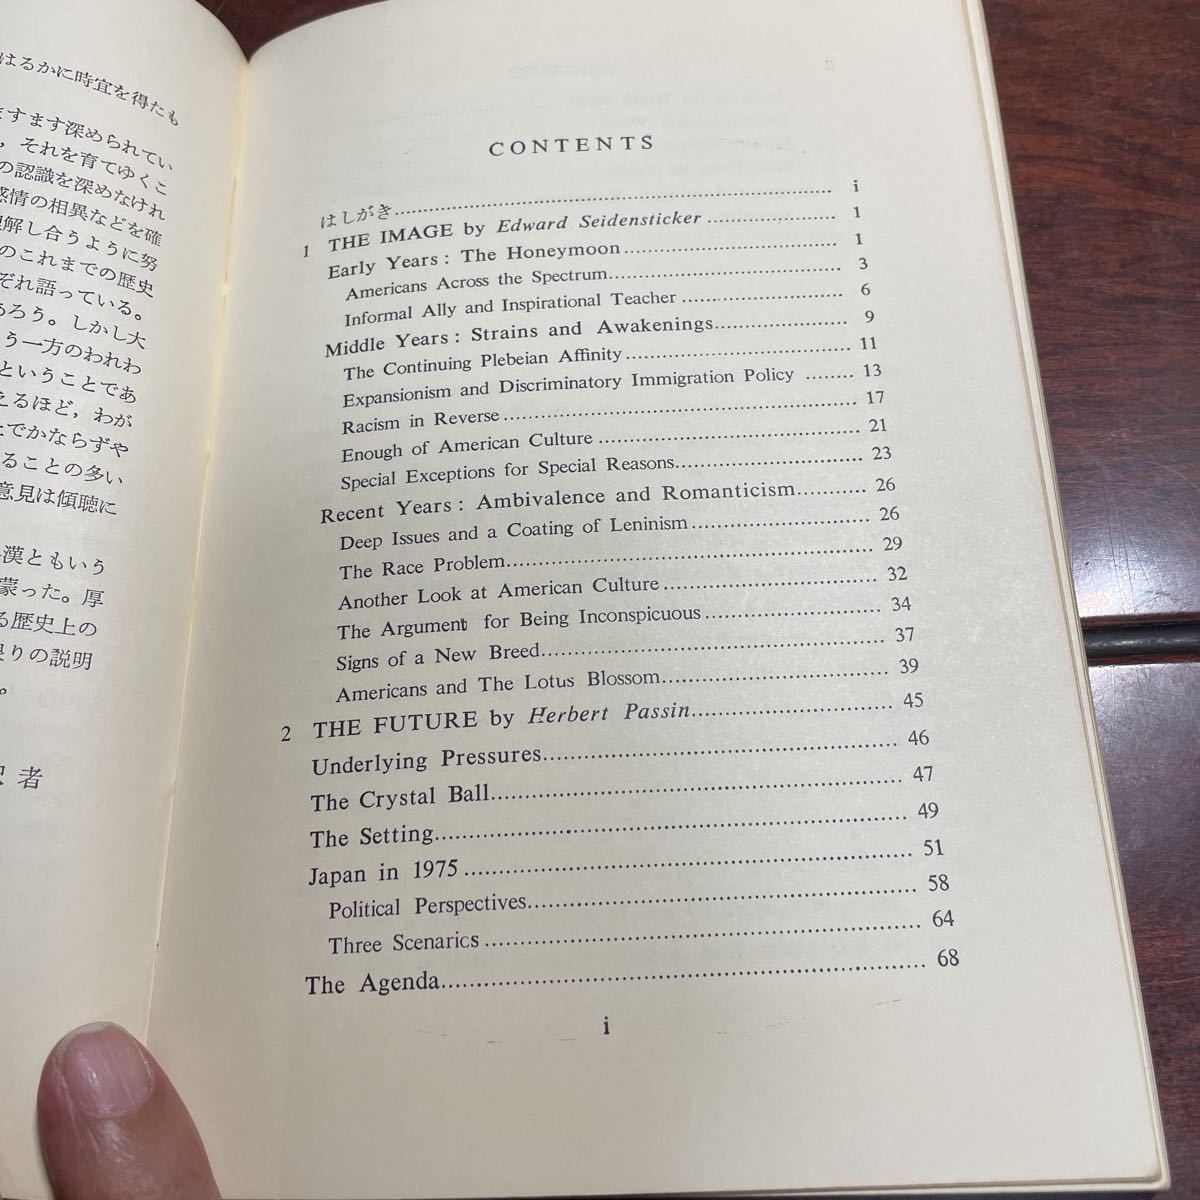 はるかに時宜を得たも
ますます深められてい
，それを育てゆくこ
の認識を深めなけれ
感情の相異などを確
理解し合うように努
のこれまでの歴史
ぞれ語っている。
あろう。しかし大
う一方のわれわ
ということであ
えるほど，わが
上でかならずや
ることの多い
意見は傾聴に
漢ともいう
蒙った。厚
る歴史上の
限りの説明
。
訳者
CONTENTS
はしがき i
1 THE IMAGE by Edward Seidensticker 1
Early Years: The Honeymoon 1
Americans Across the Spectrum 3
Informal Ally and Inspirational Teacher 6
Middle Years: Strains and Awakenings 9
The Continuing Plebeian Affinity 11
Expansionism and Discriminatory Immigration Policy 13
Racism in Reverse 17
Enough of American Culture 21
Special Exceptions for Special Reasons 23
Recent Years: Ambivalence and Romanticism 26
Deep Issues and a Coating of Leninism 26
The Race Problem 29
Another Look at American Culture 32
The Argument for Being Inconspicuous 34
Signs of a New Breed 37
Americans and The Lotus Blossom 39
2 THE FUTURE by Herbert Passin 45
Underlying Pressures 46
The Crystal Ball 47
The Setting 49
Japan in 1975 51
Political Perspectives 58
Three Scenarics 64
The Agenda 68
i